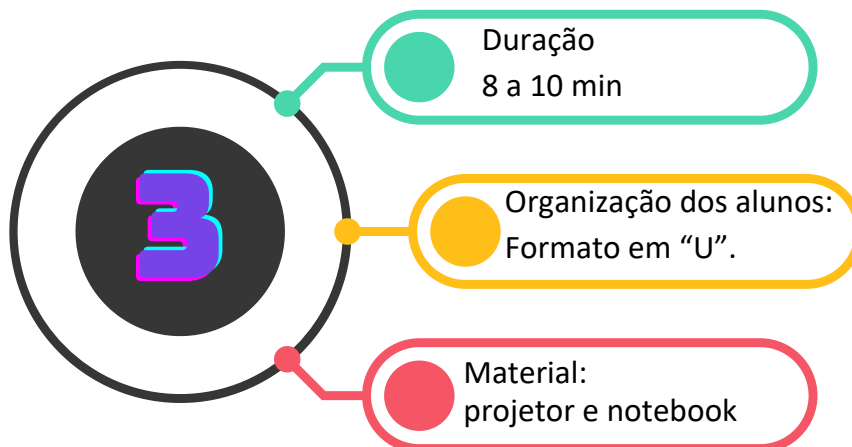 3
Duração
8 a 10 min
Organização dos alunos:
Formato em “U”.
Material:
projetor e notebook